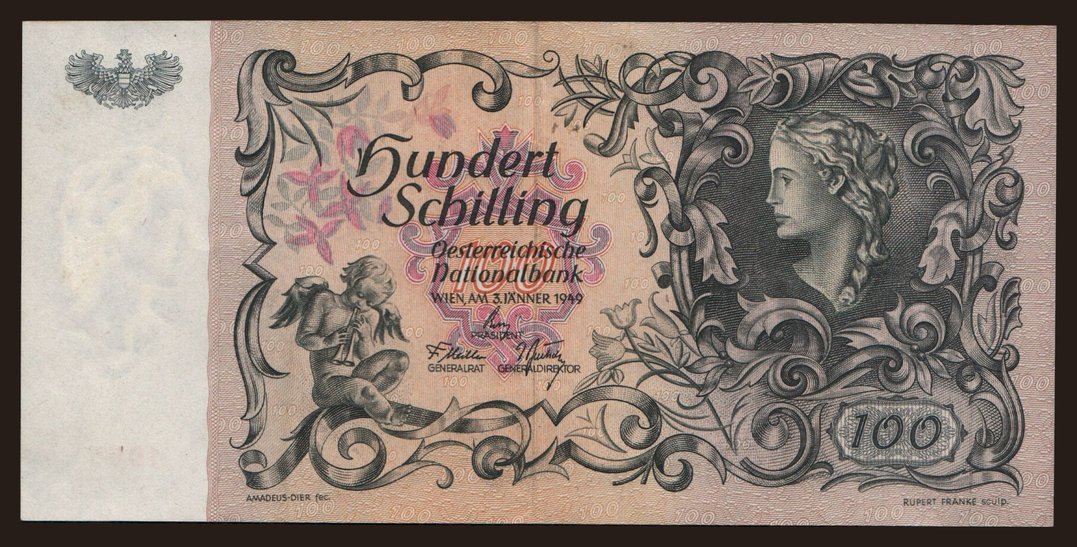 Hundert
Schilling
100
Oesterreichische
Nationalbank
WIEN, AM 3. JÄNNER 1949
PRÄSIDENT
GENERALRAT GENERALDIREKTOR
100
AMADEUS-DIER fec.
RUPERT FRANKE sculp.